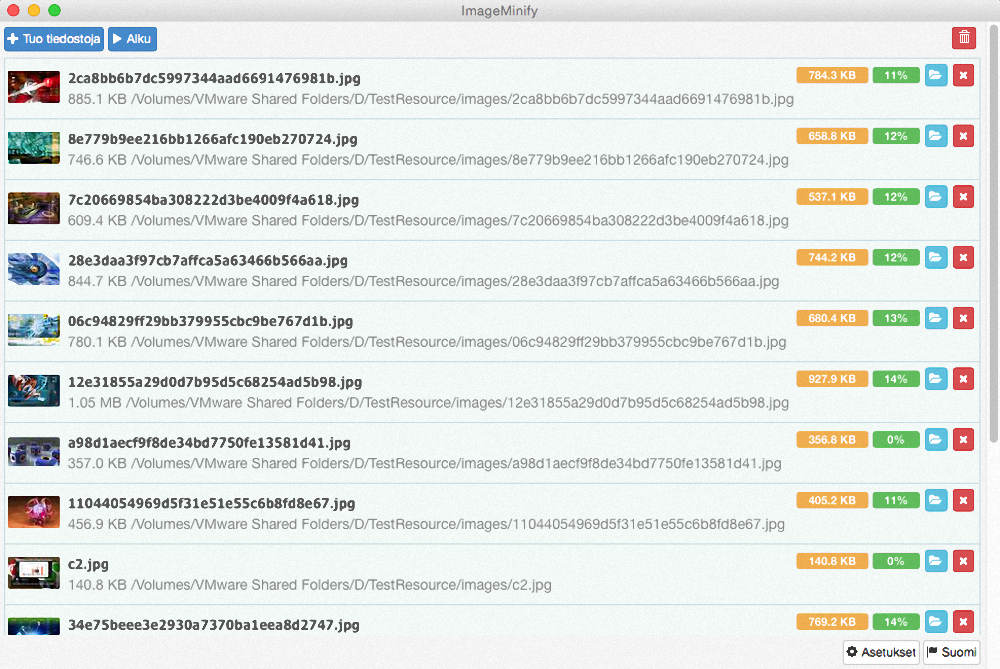 ImageMinify
Tuo tiedostoja Alku
2ca8bb6b7dc5997344aad6691476981b.jpg 784.3 KB 11%
885.1 KB /Volumes/VMware Shared Folders/D/TestResource/images/2ca8bb6b7dc5997344aad6691476981b.jpg
8e779b9ee216bb1266afc190eb270724.jpg 658.8 KB 12%
746.6 KB /Volumes/VMware Shared Folders/D/TestResource/images/8e779b9ee216bb1266afc190eb270724.jpg
7c20669854ba308222d3be4009f4a618.jpg 537.1 KB 12%
609.4 KB /Volumes/VMware Shared Folders/D/TestResource/images/7c20669854ba308222d3be4009f4a618.jpg
28e3daa3f97cb7affca5a63466b566aa.jpg 744.2 KB 12%
844.7 KB /Volumes/VMware Shared Folders/D/TestResource/images/28e3daa3f97cb7affca5a63466b566aa.jpg
06c94829ff29bb379955cbc9be767d1b.jpg 680.4 KB 13%
780.1 KB /Volumes/VMware Shared Folders/D/TestResource/images/06c94829ff29bb379955cbc9be767d1b.jpg
12e31855a29d0d7b95d5c68254ad5b98.jpg 927.9 KB 14%
1.05 MB /Volumes/VMware Shared Folders/D/TestResource/images/12e31855a29d0d7b95d5c68254ad5b98.jpg
a98d1aecf9f8de34bd7750fe13581d41.jpg 356.8 KB 0%
357.0 KB /Volumes/VMware Shared Folders/D/TestResource/images/a98d1aecf9f8de34bd7750fe13581d41.jpg
11044054969d5f31e51e55c6b8fd8e67.jpg 405.2 KB 11%
456.9 KB /Volumes/VMware Shared Folders/D/TestResource/images/11044054969d5f31e51e55c6b8fd8e67.jpg
c2.jpg 140.8 KB 0%
140.8 KB /Volumes/VMware Shared Folders/D/TestResource/images/c2.jpg
34e75beee3e2930a7370ba1eea8d2747.jpg 769.2 KB 14%
Asetukset Suomi